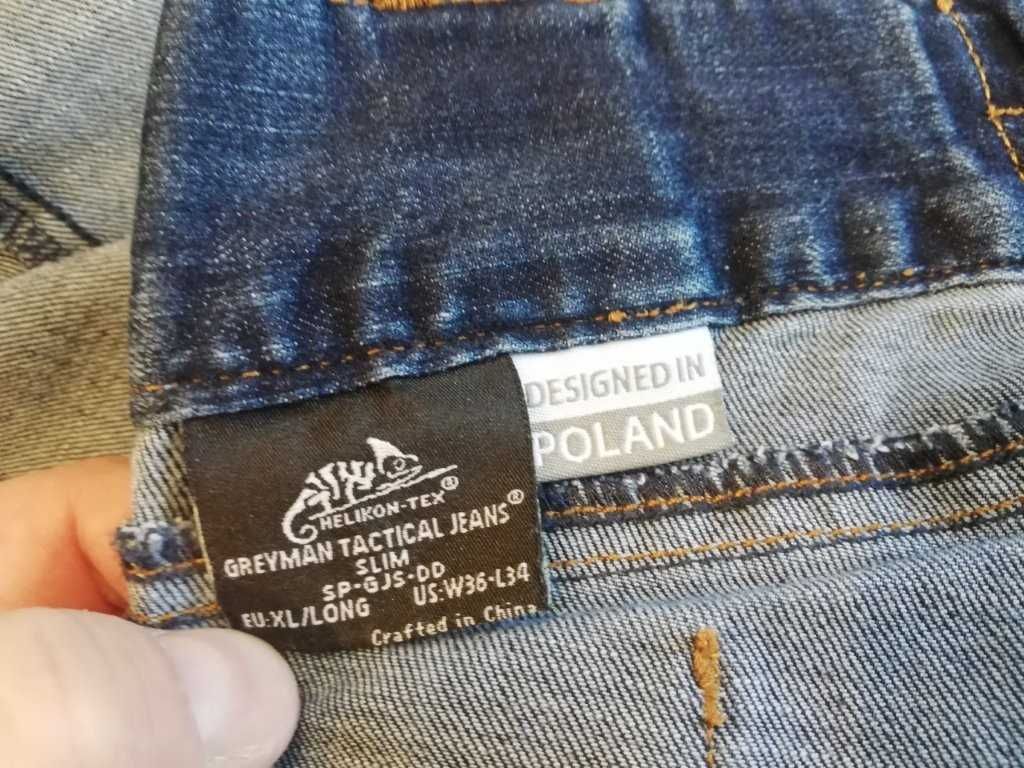 DESIGNED IN
POLAND
HELIKON-TEX®
GREYMAN TACTICAL JEANS®
SLIM
SP-GJS-DD
EU:XL/LONG US:W36-L34
Crafted in China